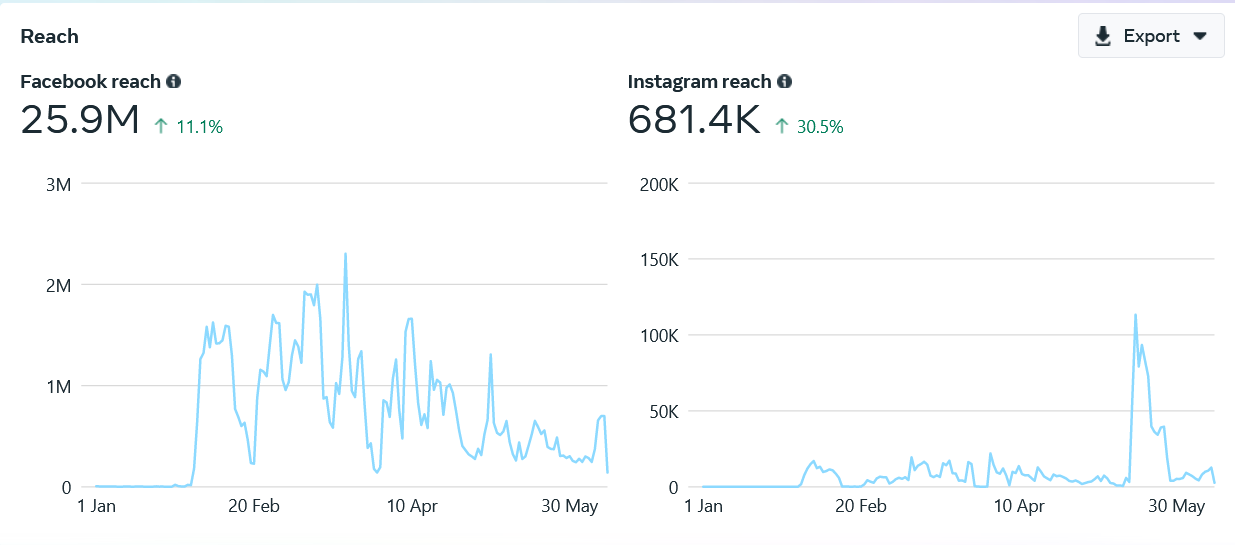 Reach
Export
Facebook reach
25.9M ↑ 11.1%
3M
2M
1M
0
1 Jan 20 Feb 10 Apr 30 May
Instagram reach
681.4K ↑ 30.5%
200K
150K
100K
50K
0
1 Jan 20 Feb 10 Apr 30 May